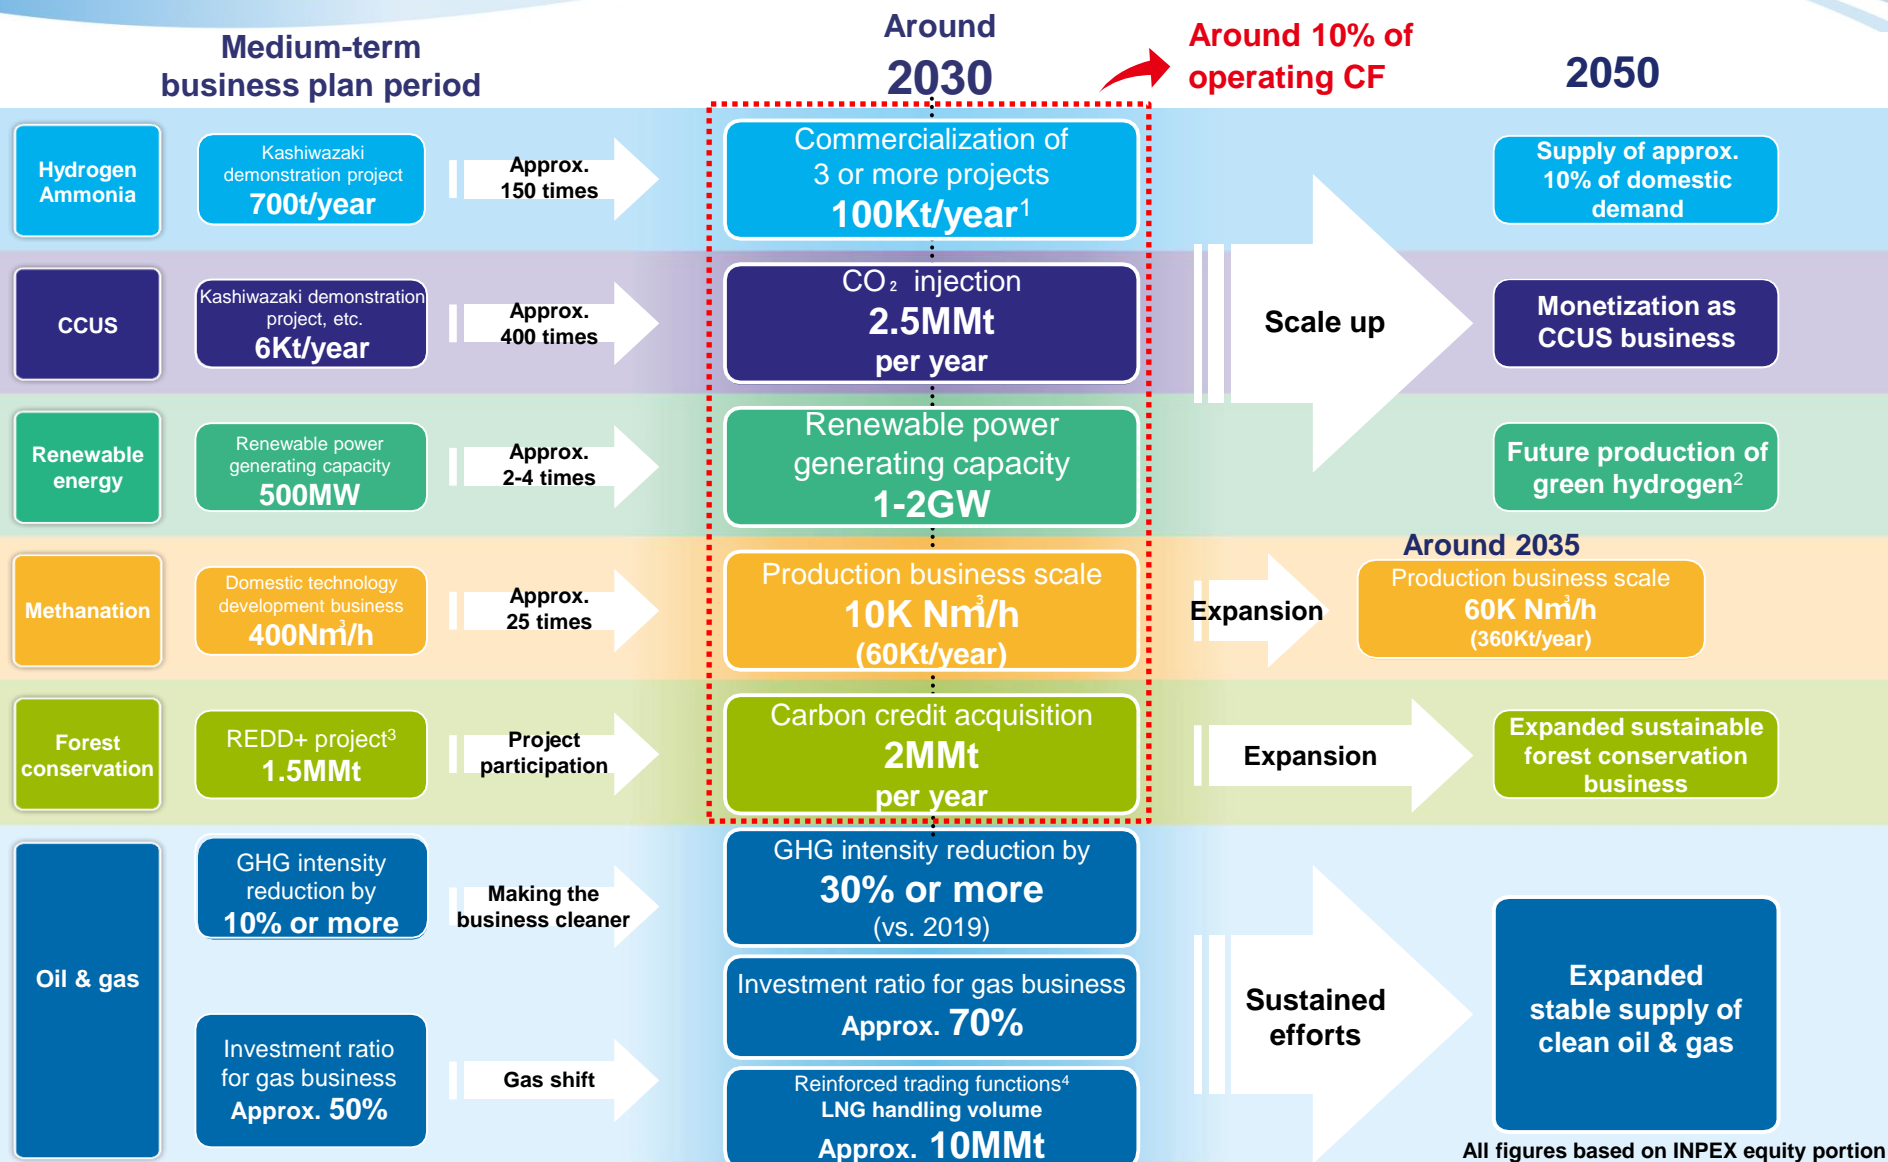 Medium-term
business plan period
Around
2030
Around 10% of
operating CF
2050
Hydrogen
Ammonia
Kashiwazaki
demonstration project
700t/year
Approx.
150 times
Commercialization of
3 or more projects
100Kt/year¹
Supply of approx.
10% of domestic
demand
CCUS
Kashiwazaki demonstration
project, etc.
6Kt/year
Approx.
400 times
CO₂ injection
2.5MMt
per year
Scale up
Monetization as
CCUS business
Renewable
energy
Renewable power
generating capacity
500MW
Approx.
2-4 times
Renewable power
generating capacity
1-2GW
Future production of
green hydrogen²
Methanation
Domestic technology
development business
400Nm³/h
Approx.
25 times
Production business scale
10K Nm³/h
(60Kt/year)
Expansion
Around 2035
Production business scale
60K Nm³/h
(360Kt/year)
Forest
conservation
REDD+ project³
1.5MMt
Project
participation
Carbon credit acquisition
2MMt
per year
Expansion
Expanded sustainable
forest conservation
business
Oil & gas
GHG intensity
reduction by
10% or more
Making the
business cleaner
GHG intensity reduction by
30% or more
(vs. 2019)
Investment ratio
for gas business
Approx. 50%
Gas shift
Investment ratio for gas business
Approx. 70%
Reinforced trading functions⁴
LNG handling volume
Approx. 10MMt
Sustained
efforts
Expanded
stable supply of
clean oil & gas
All figures based on INPEX equity portion